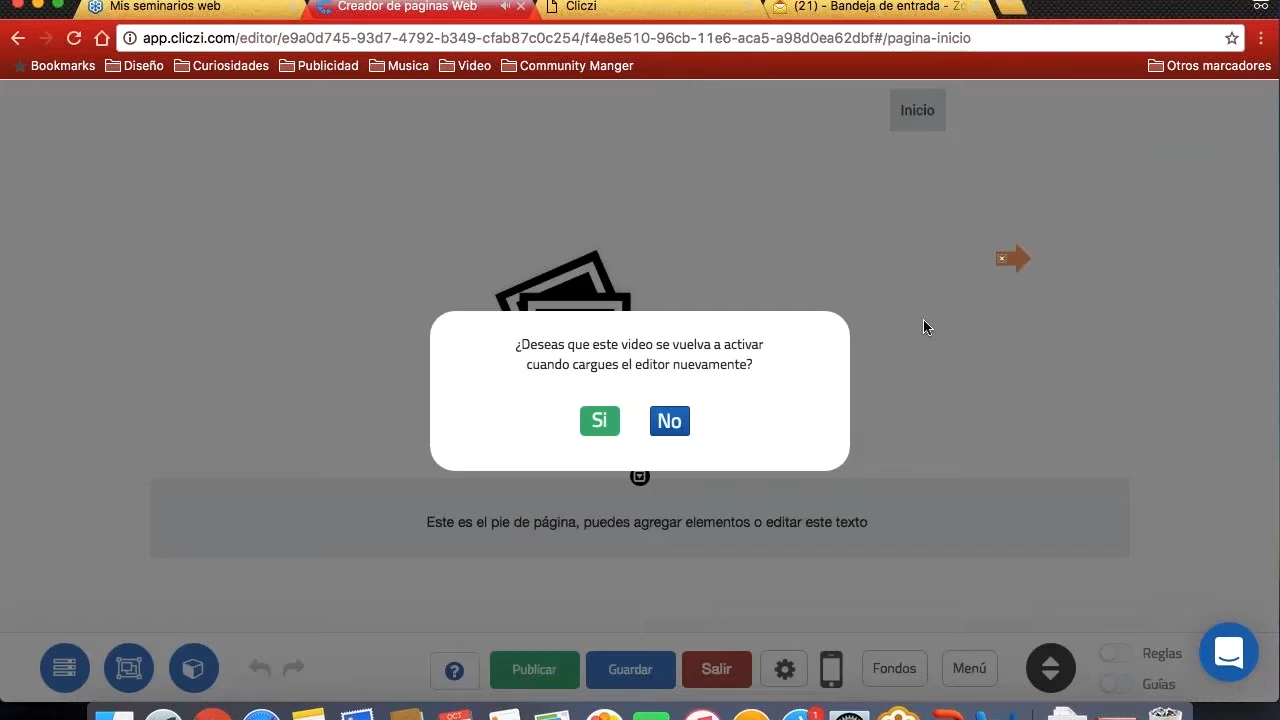 Mis seminarios web
Creador de paginas Web
Cliczi
(21) - Bandeja de entrada - Zo
app.cliczi.com/editor/e9a0d745-93d7-4792-b349-cfab87c0c254/f4e8e510-96cb-11e6-aca5-a98d0ea62dbf#/pagina-inicio
Bookmarks Diseño Curiosidades Publicidad Musica Video Community Manger Otros marcadores
Inicio
¿Deseas que este video se vuelva a activar
cuando cargues el editor nuevamente?
Si No
Este es el pie de página, puedes agregar elementos o editar este texto
? Publicar Guardar Salir Fondos Menú
Reglas
Guías
OCT
1